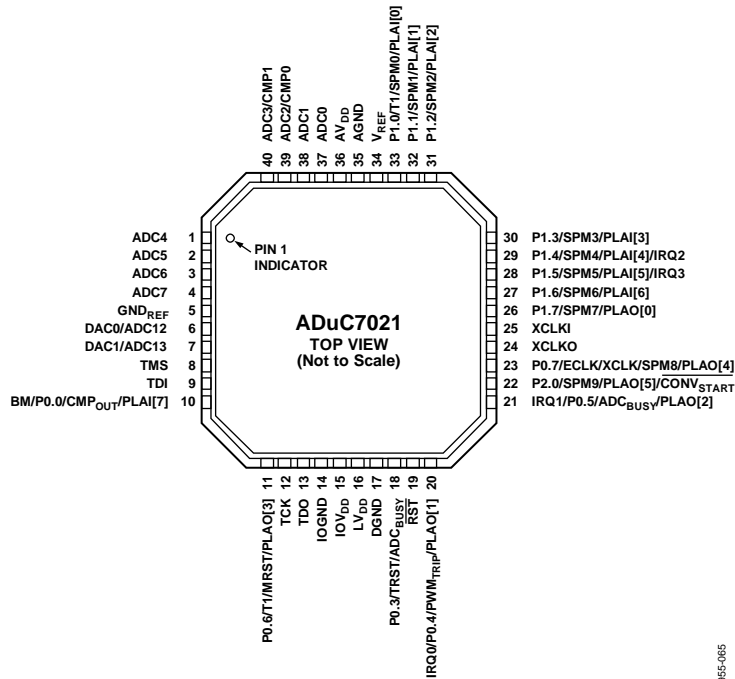 40 ADC3/CMP1
39 ADC2/CMP0
38 ADC1
37 ADC0
36 AVDD
35 AGND
34 VREF
33 P1.0/T1/SPM0/PLAI[0]
32 P1.1/SPM1/PLAI[1]
31 P1.2/SPM2/PLAI[2]
ADC4 1
ADC5 2
ADC6 3
ADC7 4
GNDREF 5
DAC0/ADC12 6
DAC1/ADC13 7
TMS 8
TDI 9
BM/P0.0/CMPOUT/PLAI[7] 10
PIN 1
INDICATOR
ADuC7021
TOP VIEW
(Not to Scale)
30 P1.3/SPM3/PLAI[3]
29 P1.4/SPM4/PLAI[4]/IRQ2
28 P1.5/SPM5/PLAI[5]/IRQ3
27 P1.6/SPM6/PLAI[6]
26 P1.7/SPM7/PLAO[0]
25 XCLKI
24 XCLKO
23 P0.7/ECLK/XCLK/SPM8/PLAO[4]
22 P2.0/SPM9/PLAO[5]/CONVSTART
21 IRQ1/P0.5/ADCBUSY/PLAO[2]
P0.6/T1/MRST/PLAO[3] 11
TCK 12
TDO 13
IOGND 14
IOVDD 15
LVDD 16
DGND 17
P0.3/TRST/ADCBUSY 18
RST 19
IRQ0/P0.4/PWMTRIP/PLAO[1] 20